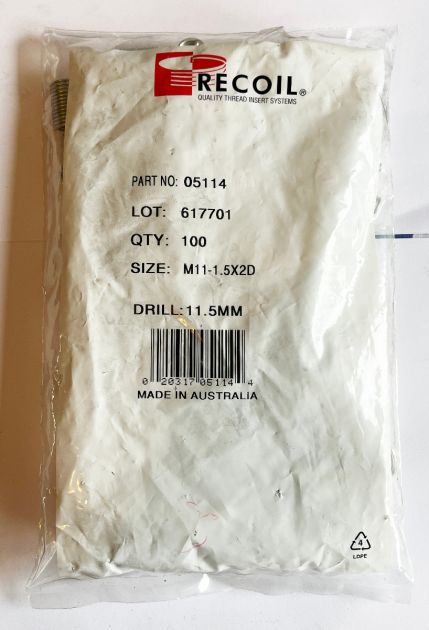 RECOIL®
QUALITY THREAD INSERT SYSTEMS
PART NO: 05114
LOT: 617701
QTY: 100
SIZE: M11-1.5X2D
DRILL: 11.5MM
0 20317 05114 4
MADE IN AUSTRALIA
4
LDPE